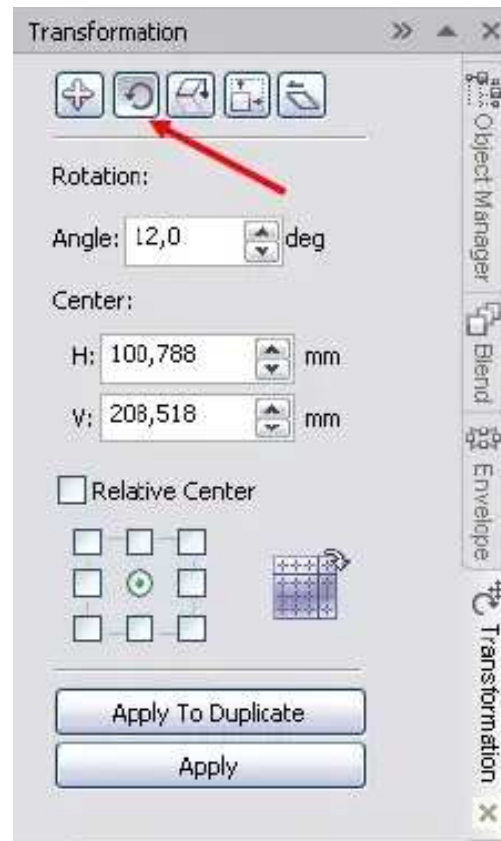 Transformation
Rotation:
Angle: 12,0 deg
Center:
H: 100,788 mm
V: 208,518 mm
Relative Center
Apply To Duplicate
Apply
Object Manager
Blend
Envelope
Transformation